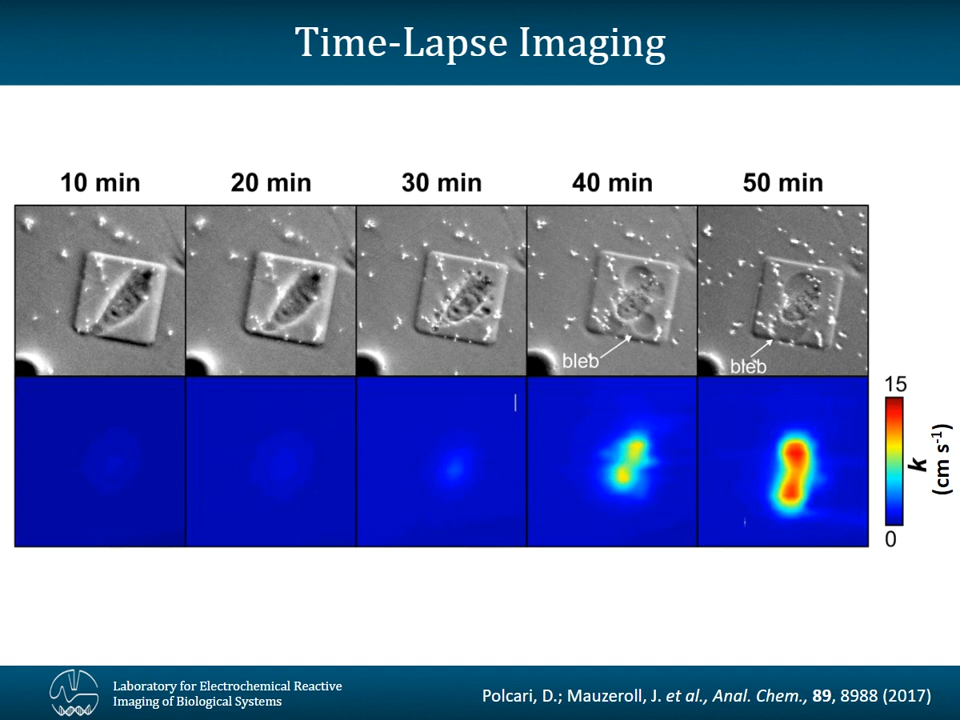 Time-Lapse Imaging
10 min 20 min 30 min 40 min 50 min
bleb
bleb
15
k
(cm s⁻¹)
0
Laboratory for Electrochemical Reactive
Imaging of Biological Systems
Polcari, D.; Mauzeroll, J. et al., Anal. Chem., 89, 8988 (2017)